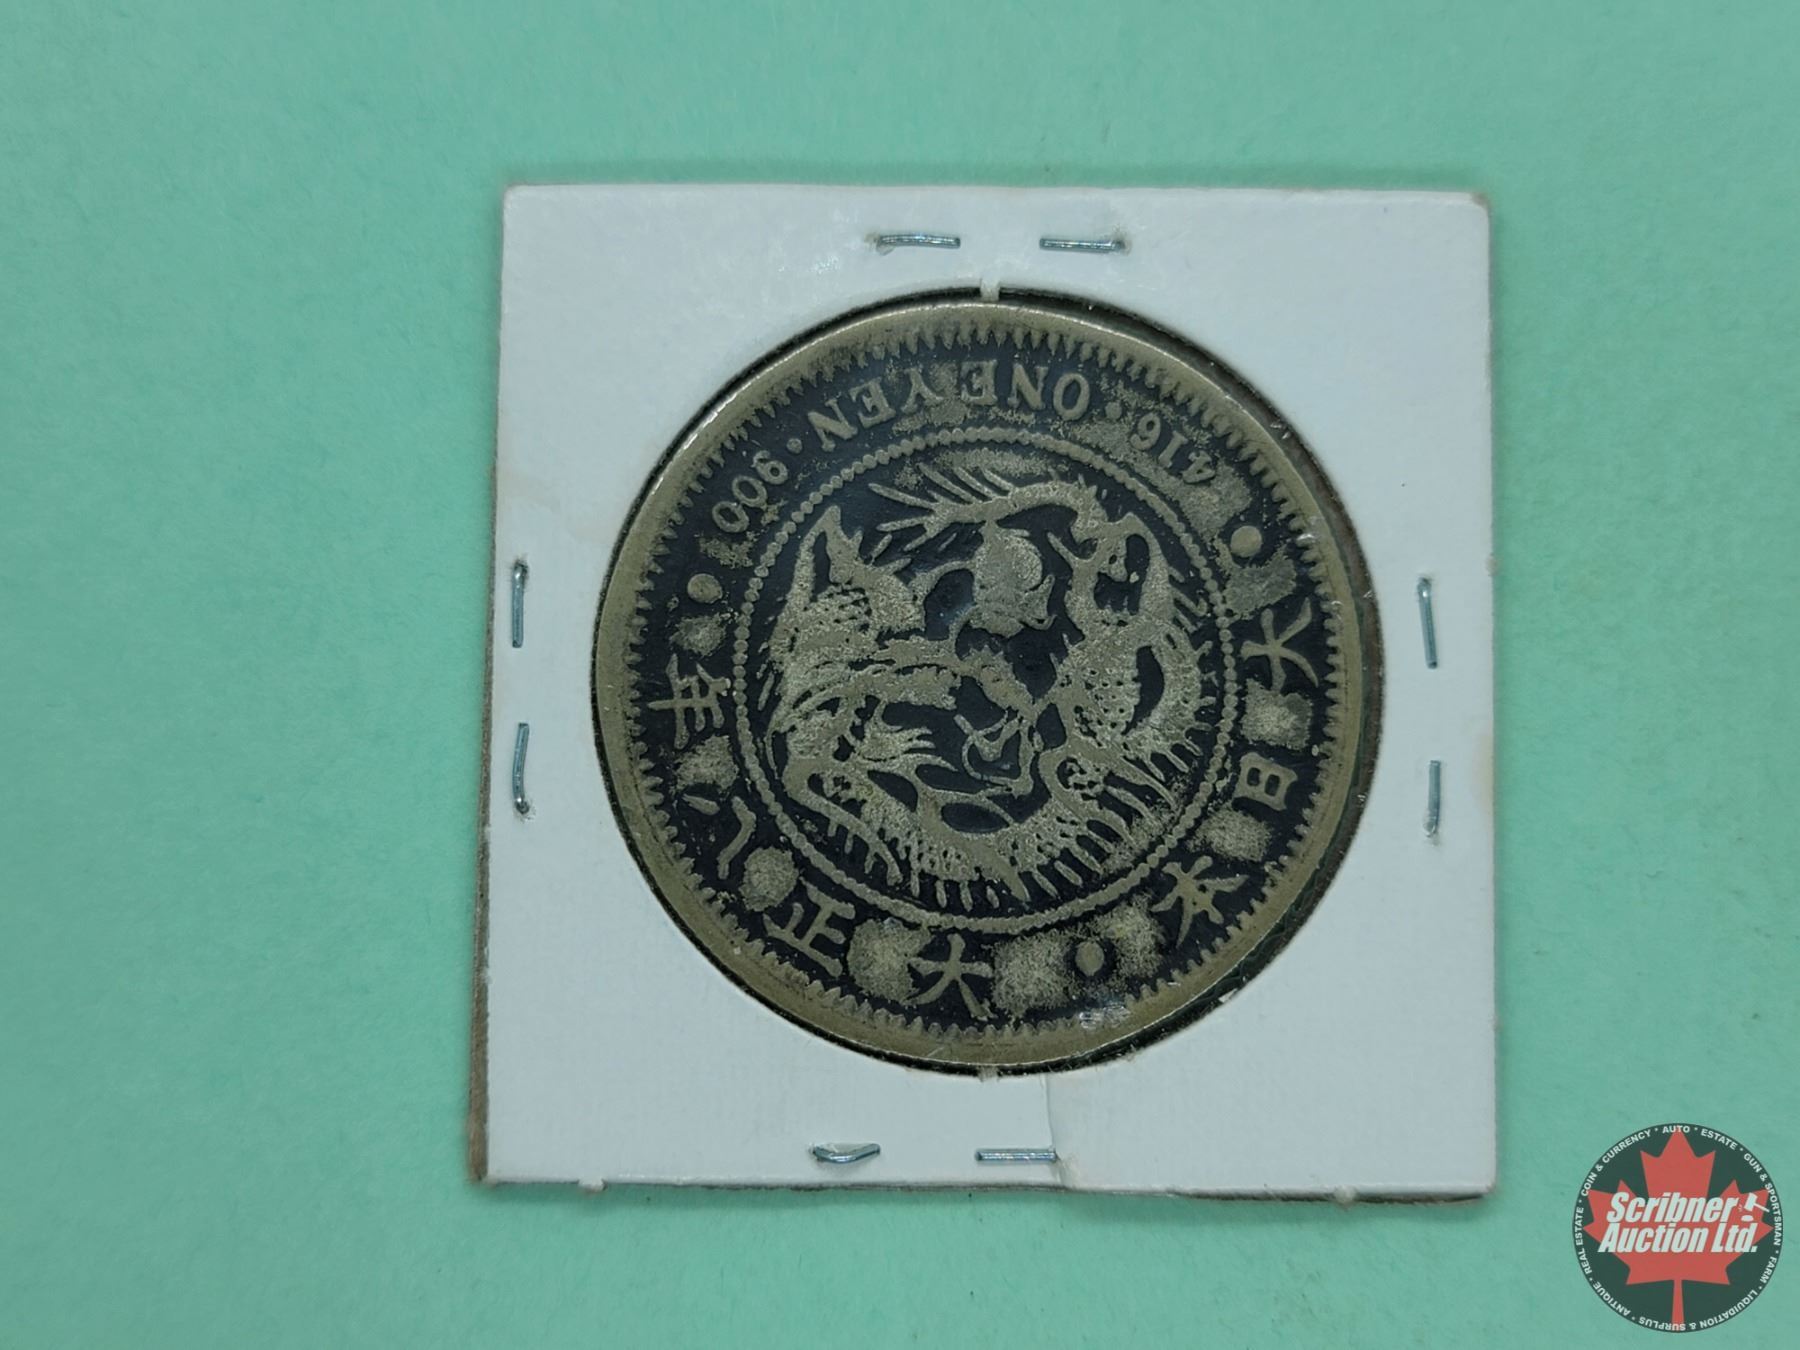 大日本・大正八年・900・ONE YEN・416・
Scribner
Auction Ltd.
COIN & CURRENCY • AUTO • ESTATE • GUN & SPORTSMAN • FARM • LIQUIDATION & SURPLUS • ANTIQUE • REAL ESTATE •